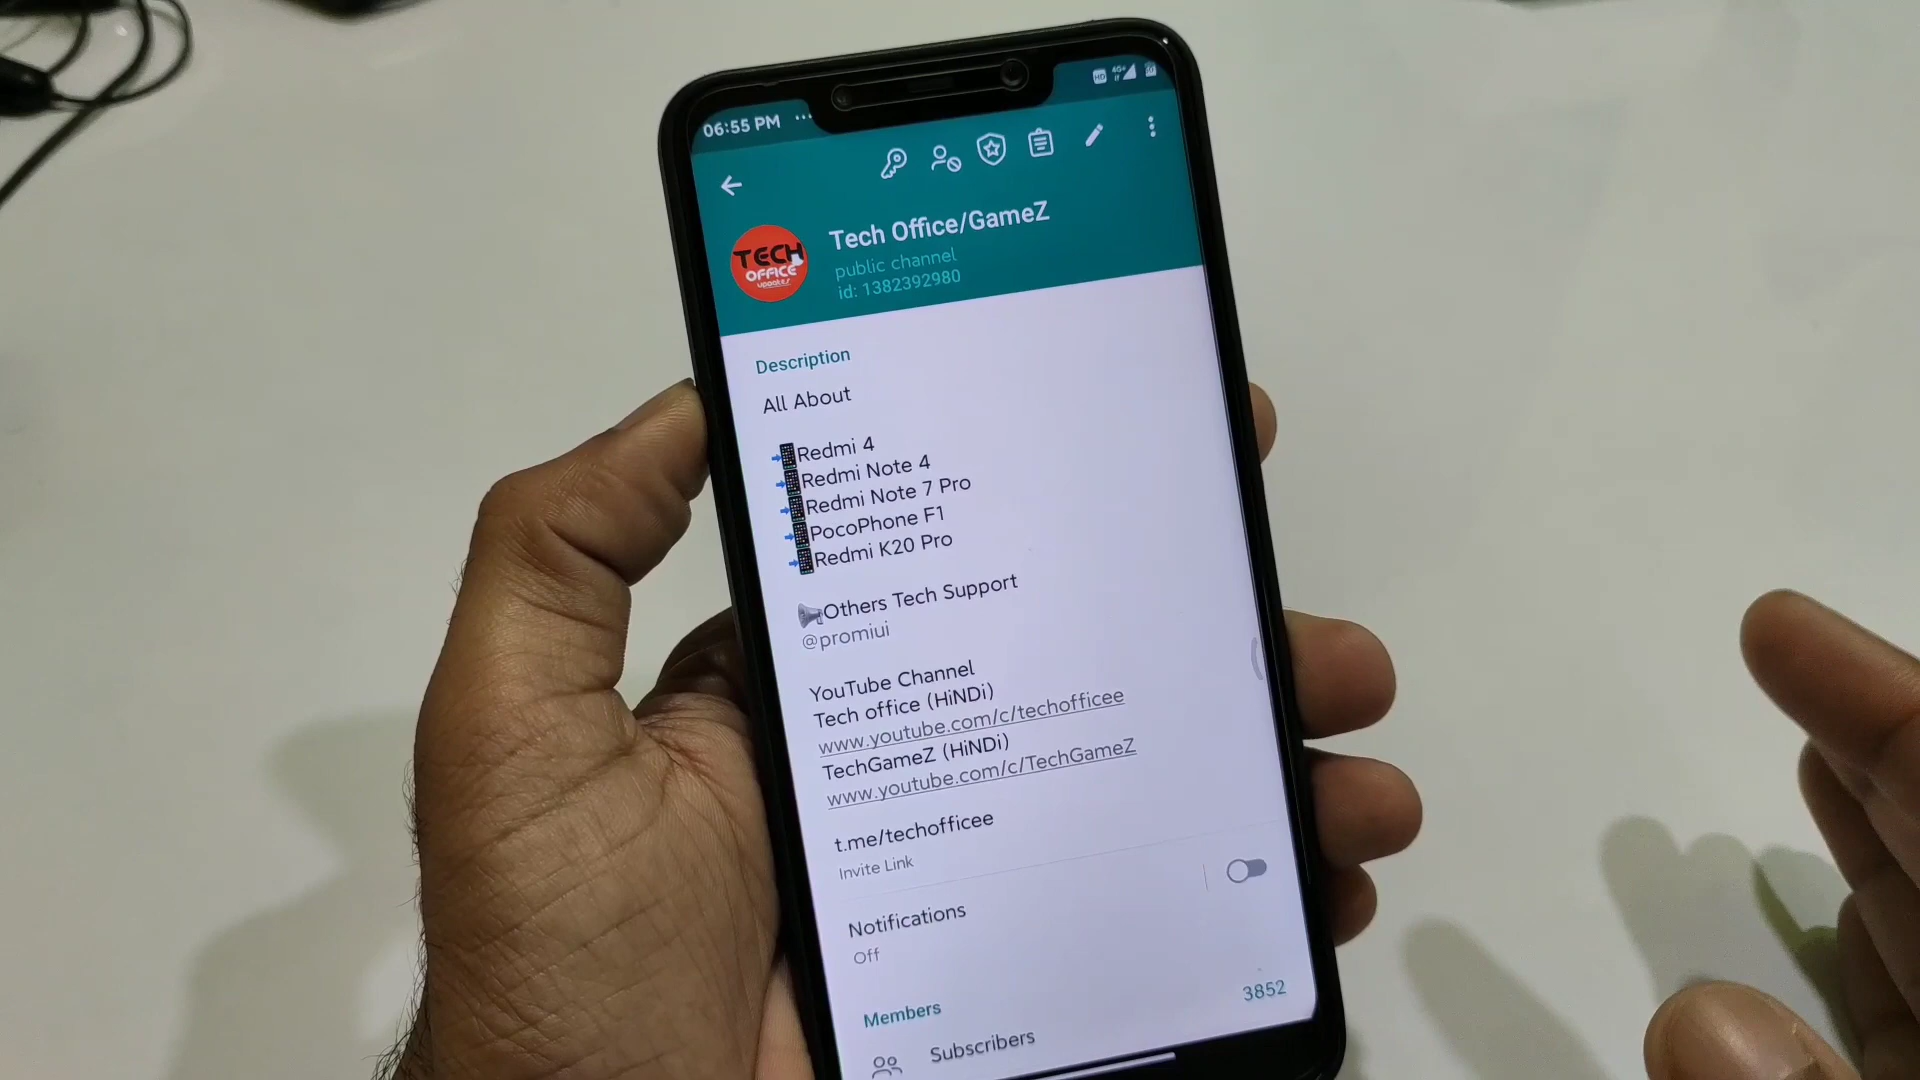 06:55 PM ...
HD 4G+
Tech Office/GameZ
public channel
id: 1382392980
TECH
OFFICE
UPDATES
Description
All About
Redmi 4
Redmi Note 4
Redmi Note 7 Pro
PocoPhone F1
Redmi K20 Pro
Others Tech Support
@promiui
YouTube Channel
Tech office (HiNDi)
www.youtube.com/c/techofficee
TechGameZ (HiNDi)
www.youtube.com/c/TechGameZ
t.me/techofficee
Invite Link
Notifications
Off
Members
3852
Subscribers